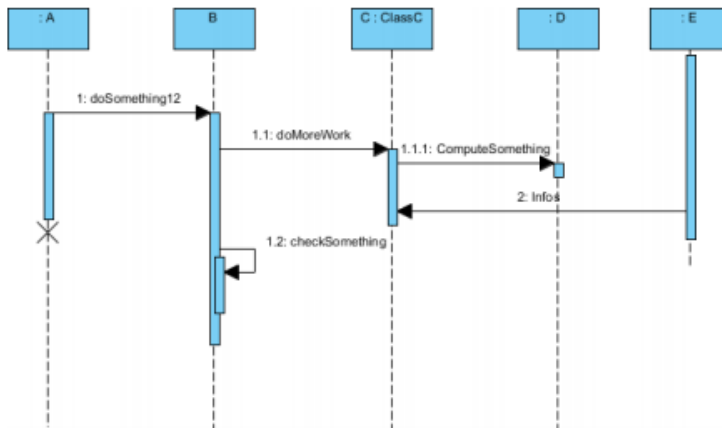 : A
B
C : ClassC
: D
: E
1: doSomething12
1.1: doMoreWork
1.1.1: ComputeSomething
2: Infos
1.2: checkSomething